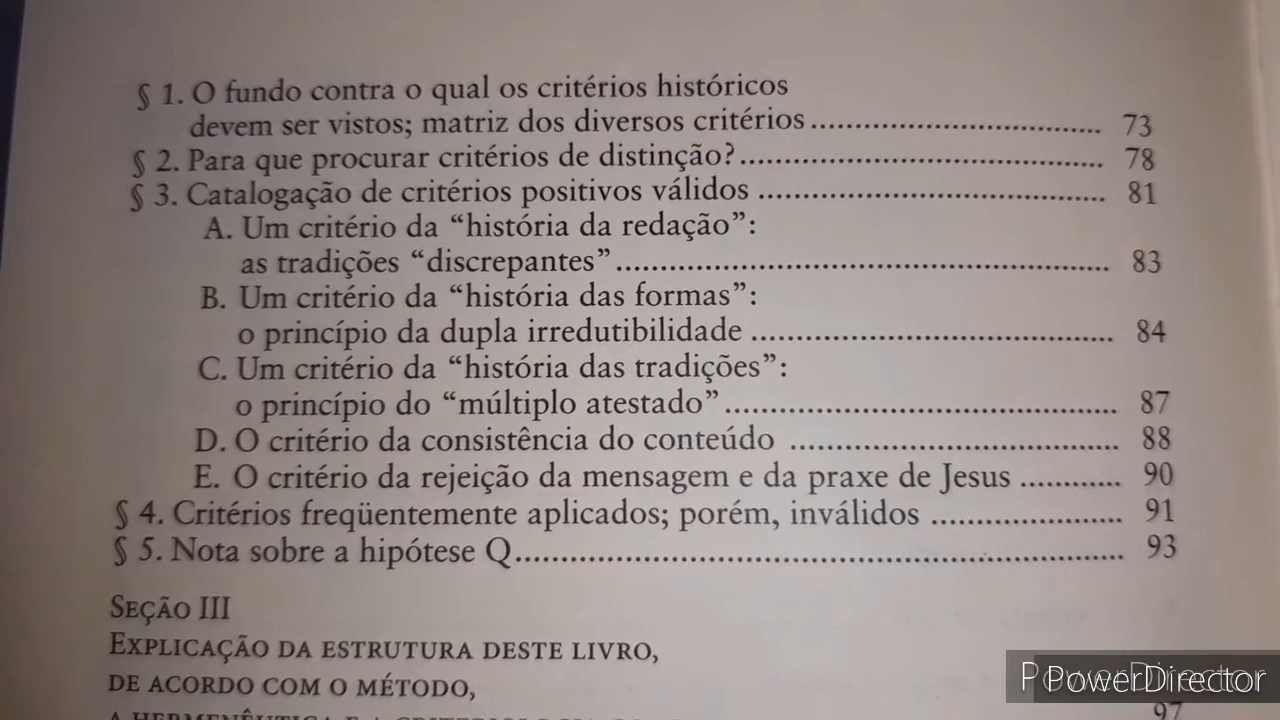 § 1. O fundo contra o qual os critérios históricos
devem ser vistos; matriz dos diversos critérios.............................. 73
§ 2. Para que procurar critérios de distinção?...................................... 78
§ 3. Catalogação de critérios positivos válidos .................................... 81
A. Um critério da “história da redação”:
as tradições “discrepantes”..................................................... 83
B. Um critério da “história das formas”:
o princípio da dupla irredutibilidade ...................................... 84
C. Um critério da “história das tradições”:
o princípio do “múltiplo atestado”.......................................... 87
D. O critério da consistência do conteúdo ................................... 88
E. O critério da rejeição da mensagem e da praxe de Jesus ........... 90
§ 4. Critérios freqüentemente aplicados; porém, inválidos ..................... 91
§ 5. Nota sobre a hipótese Q................................................................. 93
SEÇÃO III
EXPLICAÇÃO DA ESTRUTURA DESTE LIVRO,
DE ACORDO COM O MÉTODO,
PowerDirector
97